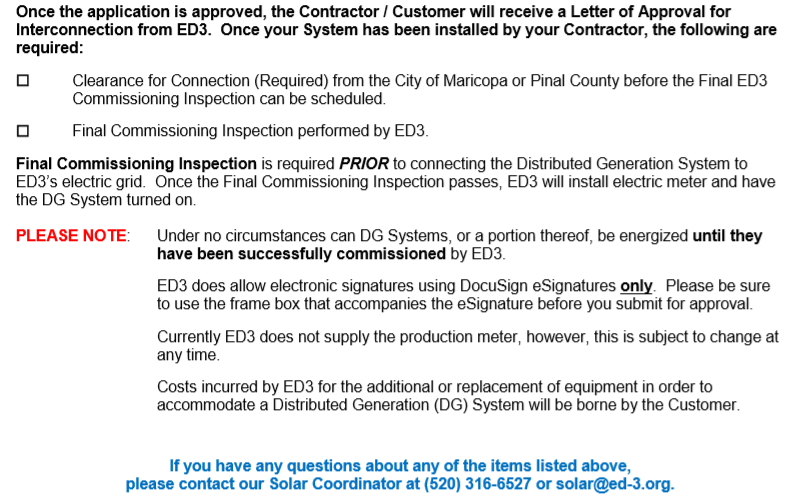 Once the application is approved, the Contractor / Customer will receive a Letter of Approval for
Interconnection from ED3.  Once your System has been installed by your Contractor, the following are
required:
☐ Clearance for Connection (Required) from the City of Maricopa or Pinal County before the Final ED3
Commissioning Inspection can be scheduled.
☐ Final Commissioning Inspection performed by ED3.
Final Commissioning Inspection is required PRIOR to connecting the Distributed Generation System to
ED3's electric grid.  Once the Final Commissioning Inspection passes, ED3 will install electric meter and have
the DG System turned on.
PLEASE NOTE: Under no circumstances can DG Systems, or a portion thereof, be energized until they
have been successfully commissioned by ED3.
ED3 does allow electronic signatures using DocuSign eSignatures only.  Please be sure
to use the frame box that accompanies the eSignature before you submit for approval.
Currently ED3 does not supply the production meter, however, this is subject to change at
any time.
Costs incurred by ED3 for the additional or replacement of equipment in order to
accommodate a Distributed Generation (DG) System will be borne by the Customer.
If you have any questions about any of the items listed above,
please contact our Solar Coordinator at (520) 316-6527 or solar@ed-3.org.